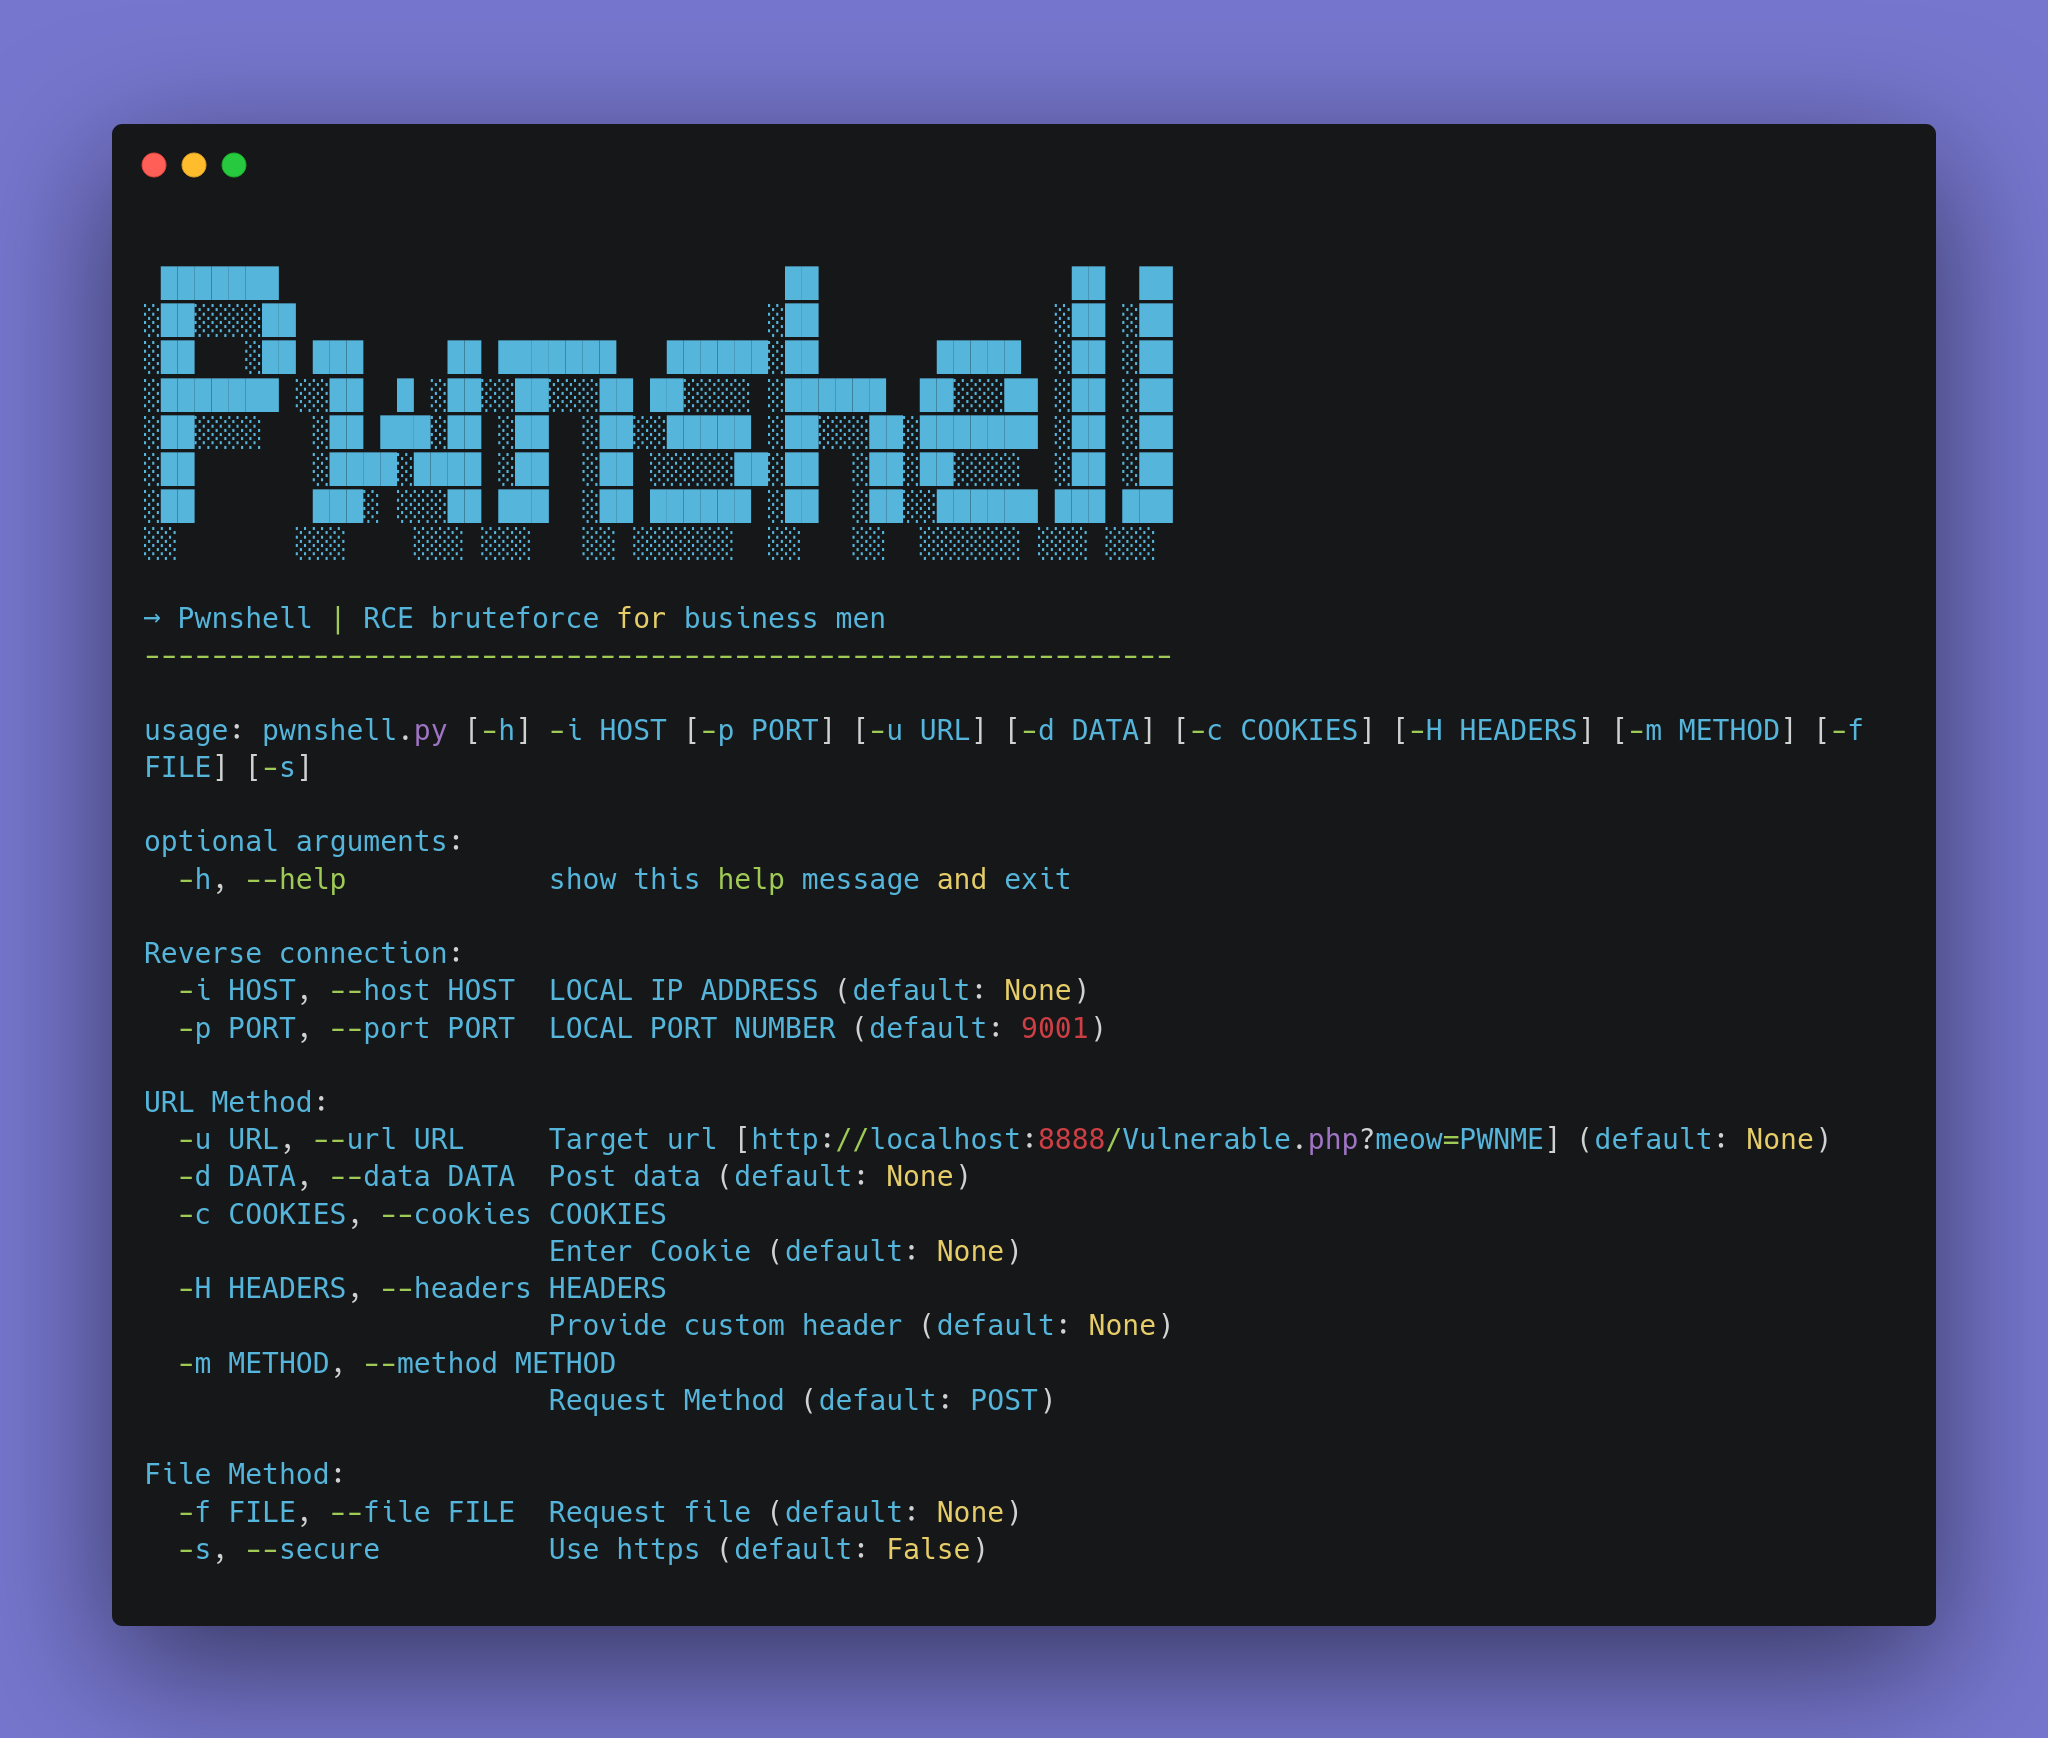 Pwnshell
→ Pwnshell | RCE bruteforce for business men
-------------------------------------------------------------
usage: pwnshell.py [-h] -i HOST [-p PORT] [-u URL] [-d DATA] [-c COOKIES] [-H HEADERS] [-m METHOD] [-f
FILE] [-s]
optional arguments:
  -h, --help            show this help message and exit
Reverse connection:
  -i HOST, --host HOST  LOCAL IP ADDRESS (default: None)
  -p PORT, --port PORT  LOCAL PORT NUMBER (default: 9001)
URL Method:
  -u URL, --url URL     Target url [http://localhost:8888/Vulnerable.php?meow=PWNME] (default: None)
  -d DATA, --data DATA  Post data (default: None)
  -c COOKIES, --cookies COOKIES
                        Enter Cookie (default: None)
  -H HEADERS, --headers HEADERS
                        Provide custom header (default: None)
  -m METHOD, --method METHOD
                        Request Method (default: POST)
File Method:
  -f FILE, --file FILE  Request file (default: None)
  -s, --secure          Use https (default: False)